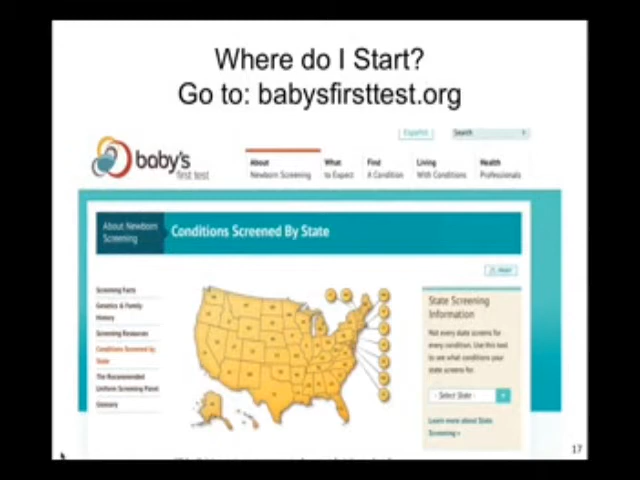 Where do I Start?
Go to: babysfirsttest.org
Español
Search
baby's
first test
About
Newborn Screening
What
to Expect
Find
A Condition
Living
With Conditions
Health
Professionals
About Newborn
Screening
Conditions Screened By State
Screening Facts
Genetics & Family
History
Screening Resources
Conditions Screened by
State
The Recommended
Uniform Screening Panel
Glossary
State Screening
Information
Not every state screens for
every condition. Use this tool
to see what conditions your
state screens for.
- Select State -
Learn more about State
Screening »
17